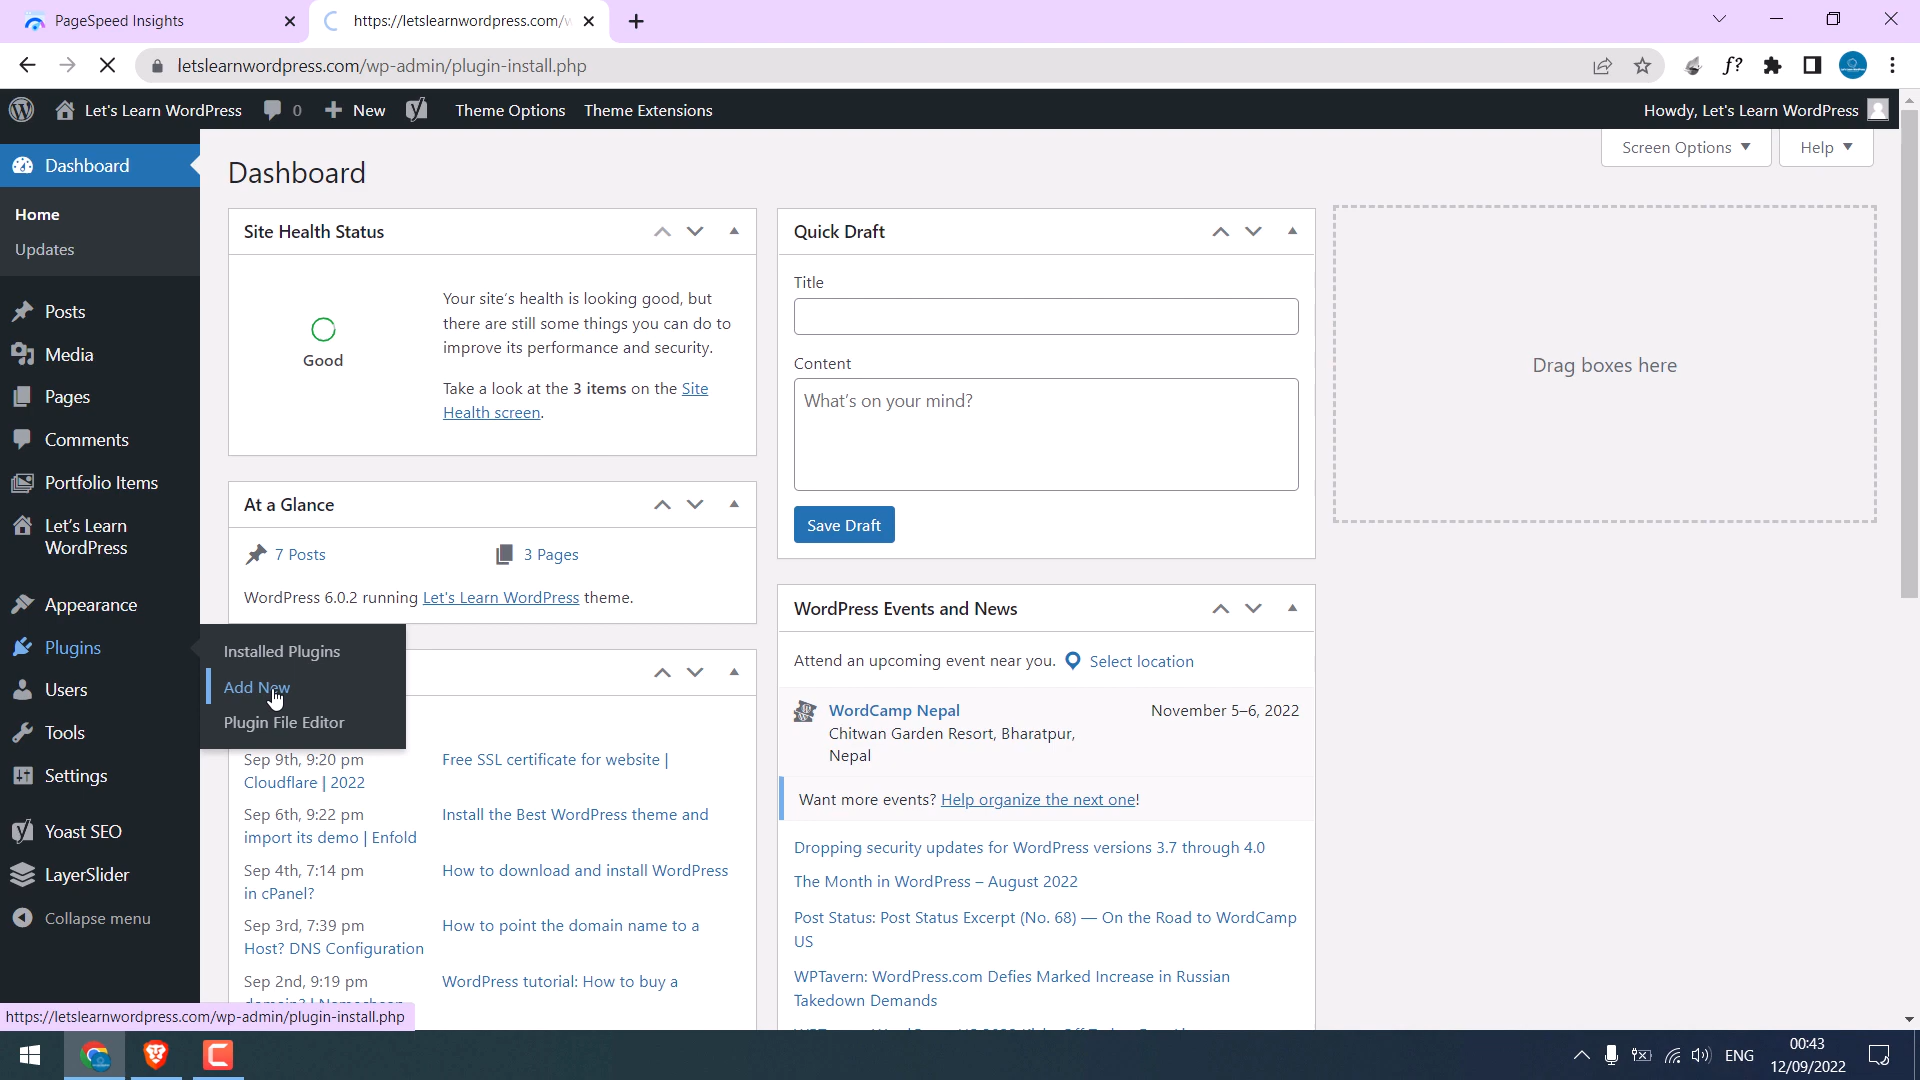 PageSpeed Insights
https://letslearnwordpress.com/w
letslearnwordpress.com/wp-admin/plugin-install.php
f?
Let's Learn WordPress
0
New
Theme Options
Theme Extensions
Howdy, Let's Learn WordPress
Dashboard
Home
Updates
Posts
Media
Pages
Comments
Portfolio Items
Let's Learn
WordPress
Appearance
Plugins
Users
Tools
Settings
Yoast SEO
LayerSlider
Collapse menu
Installed Plugins
Add New
Plugin File Editor
Screen Options
Help
Dashboard
Site Health Status
Good
Your site's health is looking good, but
there are still some things you can do to
improve its performance and security.
Take a look at the 3 items on the Site
Health screen.
At a Glance
7 Posts
3 Pages
WordPress 6.0.2 running Let's Learn WordPress theme.
Sep 9th, 9:20 pm Free SSL certificate for website |
Cloudflare | 2022
Sep 6th, 9:22 pm Install the Best WordPress theme and
import its demo | Enfold
Sep 4th, 7:14 pm How to download and install WordPress
in cPanel?
Sep 3rd, 7:39 pm How to point the domain name to a
Host? DNS Configuration
Sep 2nd, 9:19 pm WordPress tutorial: How to buy a
Quick Draft
Title
Content
What's on your mind?
Save Draft
WordPress Events and News
Attend an upcoming event near you. Select location
WordCamp Nepal November 5–6, 2022
Chitwan Garden Resort, Bharatpur,
Nepal
Want more events? Help organize the next one!
Dropping security updates for WordPress versions 3.7 through 4.0
The Month in WordPress – August 2022
Post Status: Post Status Excerpt (No. 68) — On the Road to WordCamp
US
WPTavern: WordPress.com Defies Marked Increase in Russian
Takedown Demands
Drag boxes here
https://letslearnwordpress.com/wp-admin/plugin-install.php
ENG
00:43
12/09/2022